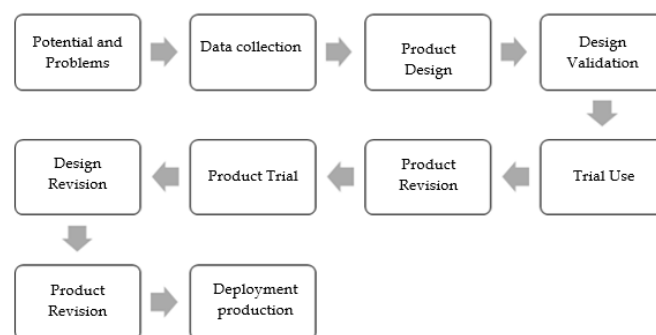 Potential and
Problems
Data collection
Product
Design
Design
Validation
Trial Use
Product
Revision
Product Trial
Design
Revision
Product
Revision
Deployment
production